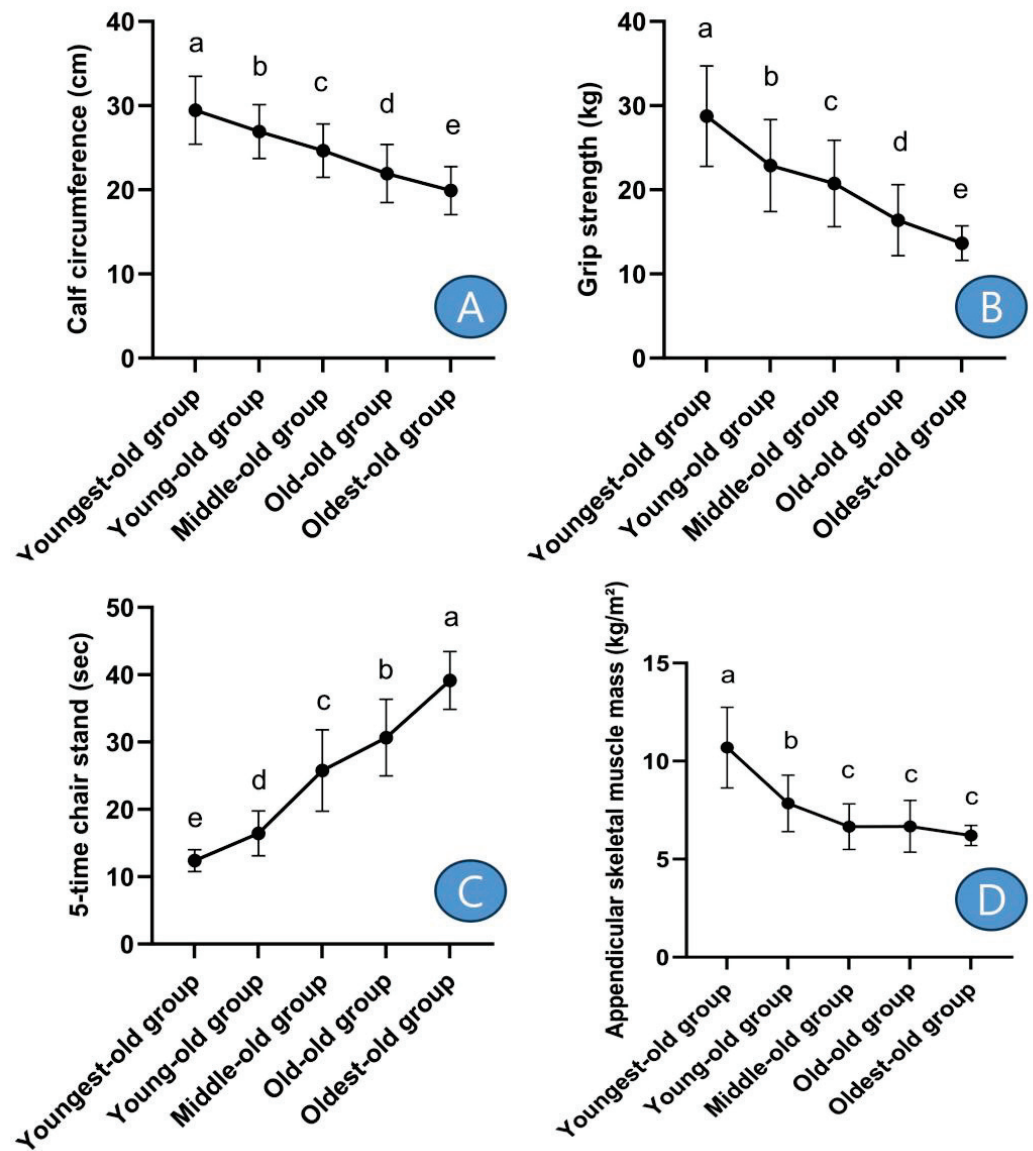 Calf circumference (cm)
40
30
20
10
0
a
b
c
d
e
A
Youngest-old group
Young-old group
Middle-old group
Old-old group
Oldest-old group
Grip strength (kg)
40
30
20
10
0
a
b
c
d
e
B
Youngest-old group
Young-old group
Middle-old group
Old-old group
Oldest-old group
5-time chair stand (sec)
50
40
30
20
10
0
e
d
c
b
a
C
Youngest-old group
Young-old group
Middle-old group
Old-old group
Oldest-old group
Appendicular skeletal muscle mass (kg/m²)
15
10
5
0
a
b
c
c
c
D
Youngest-old group
Young-old group
Middle-old group
Old-old group
Oldest-old group